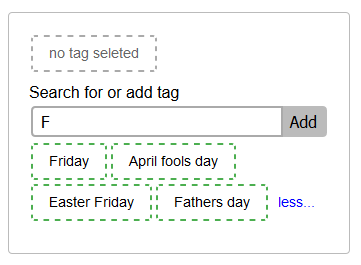 no tag seleted
Search for or add tag
F Add
Friday April fools day
Easter Friday Fathers day less...